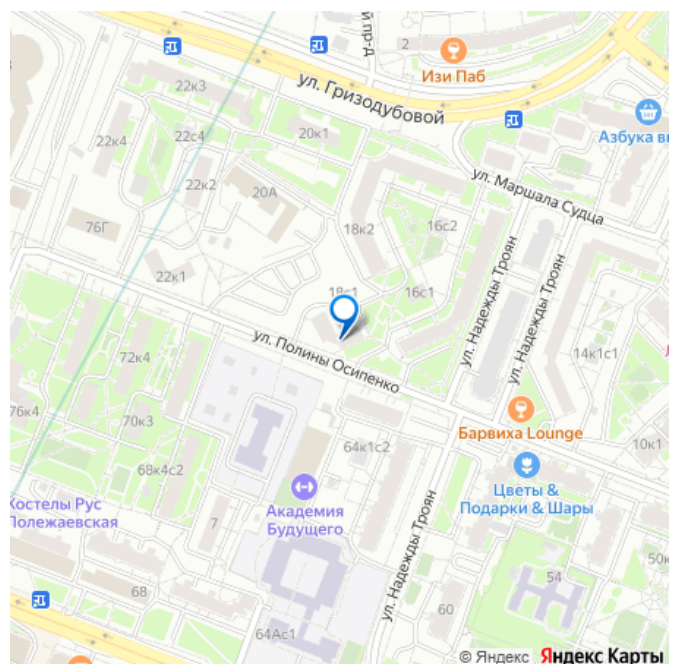 й пр-д
2
Изи Паб
22к3
ул. Гризодубовой
22к4
22с4
20к1
Азбука в
22к2
20А
ул. Маршала Судца
76Г
18к2
16с2
22к1
18с1
16с1
ул. Надежды Троян
ул. Надежды Троян
ул. Полины Осипенко
72к4
14к1с1
76к4
70к3
Барвиха Lounge
64к1с2
10к1
68к4с2
Цветы &
Подарки & Шары
Хостелы Рус
Полежаевская
Академия
Будущего
7
ул. Надежды Троян
50к
54
68
60
64Ас1
© Яндекс
Яндекс Карты